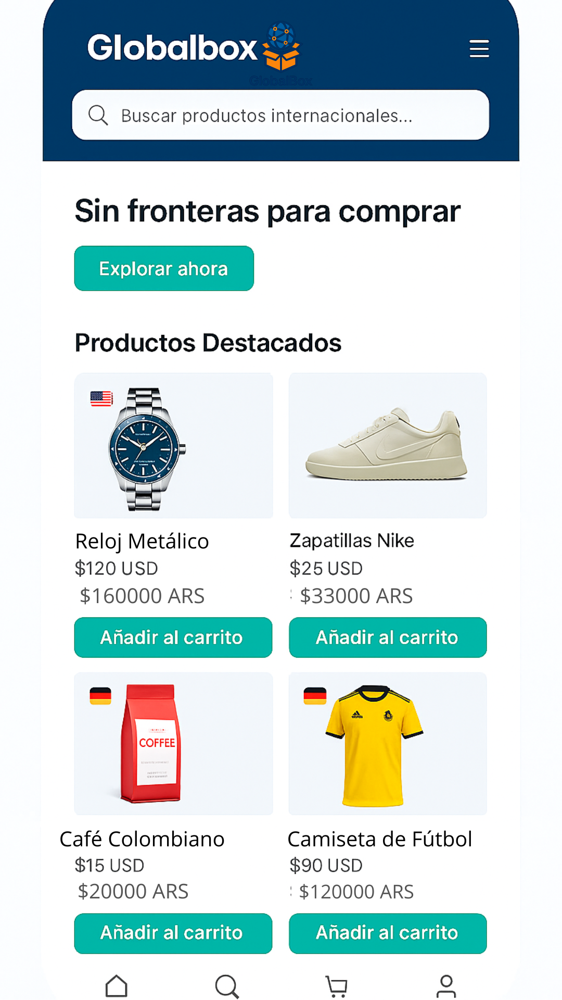 Globalbox
GlobalBox
Buscar productos internacionales...
Sin fronteras para comprar
Explorar ahora
Productos Destacados
Reloj Metálico
$120 USD
$160000 ARS
Añadir al carrito
Zapatillas Nike
$25 USD
$33000 ARS
Añadir al carrito
COFFEE
Café Colombiano
$15 USD
$20000 ARS
Añadir al carrito
Camiseta de Fútbol
$90 USD
$120000 ARS
Añadir al carrito